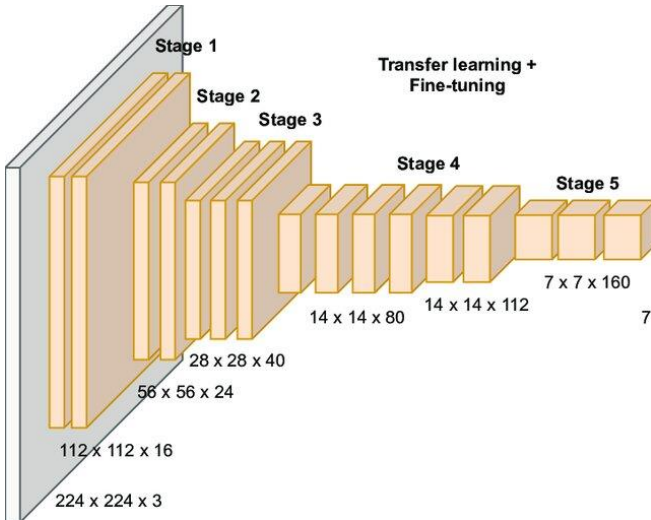 Stage 1
Transfer learning +
Fine-tuning
Stage 2
Stage 3
Stage 4
Stage 5
7 x 7 x 160
14 x 14 x 112
14 x 14 x 80
7
28 x 28 x 40
56 x 56 x 24
112 x 112 x 16
224 x 224 x 3